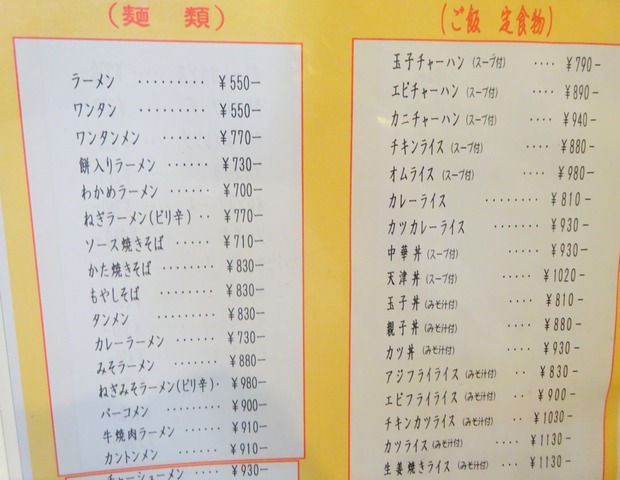 (麺 類)
ラーメン ········· ¥550-
ワンタン ········· ¥550-
ワンタンメン ······ ¥770-
餅入りラーメン ······ ¥730-
わかめラーメン ······ ¥700-
ねぎラーメン(ピリ辛) ·· ¥770-
ソース焼きそば ····· ¥710-
かた焼きそば ······ ¥830-
もやしそば ······· ¥830-
タンメン ········ ¥830-
カレーラーメン ····· ¥730-
みそラーメン ······ ¥880-
ねぎみそラーメン(ピリ辛)· ¥980-
パーコメン ······· ¥900-
牛焼肉ラーメン ····· ¥910-
カントンメン ······ ¥910-
チャーシューメン ···· ¥930-
(ご飯 定食物)
玉子チャーハン (スープ付) ···· ¥790-
エビチャーハン (スープ付) ···· ¥890-
カニチャーハン (スープ付) ···· ¥940-
チキンライス (スープ付) ···· ¥880-
オムライス (スープ付) ····· ¥980-
カレーライス ········ ¥810-
カツカレーライス ······ ¥930-
中華丼 (スープ付) ······ ¥930-
天津丼 (スープ付) ····· ¥1020-
玉子丼 (みそ汁付) ····· ¥810-
親子丼 (みそ汁付) ····· ¥880-
カツ丼 (みそ汁付) ····· ¥930-
アジフライライス (みそ汁付) ··· ¥830-
エビフライライス (みそ汁付) ·· ¥900-
チキンカツライス (みそ汁付) ·· ¥1030-
カツライス (みそ汁付) ···· ¥1130-
生姜焼きライス (みそ汁付) ·· ¥1130-